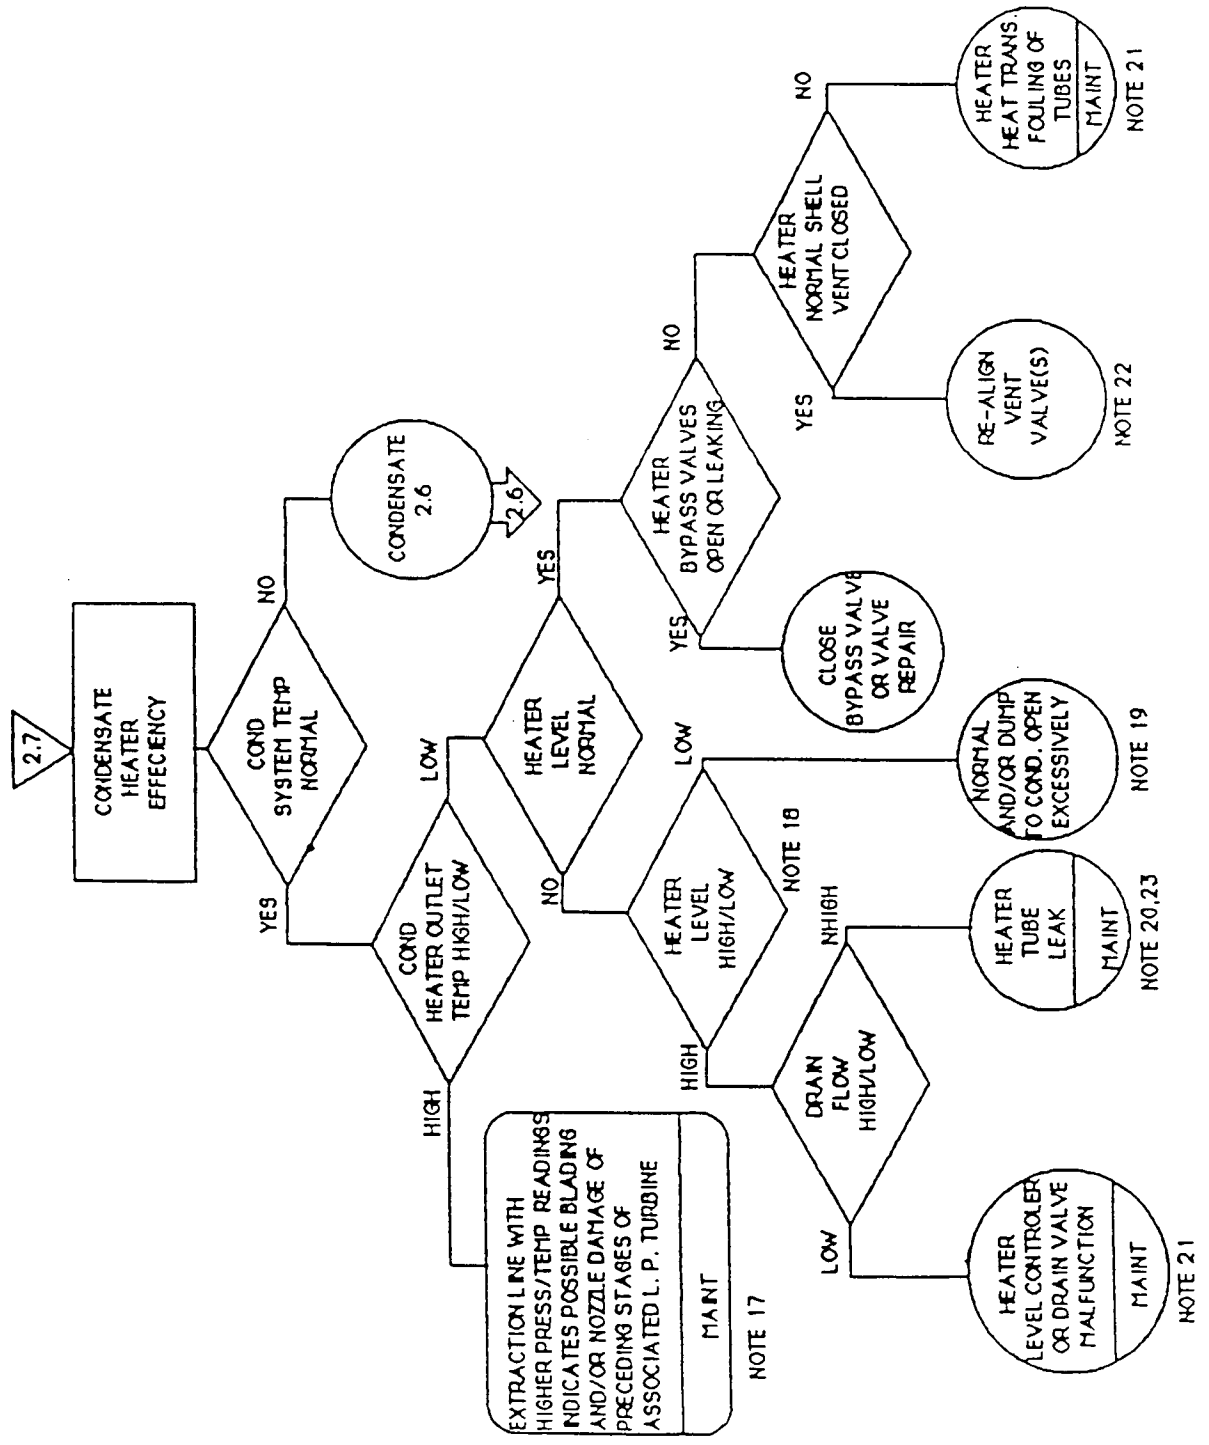 2.7
CONDENSATE
HEATER
EFFECIENCY
COND
SYSTEM TEMP
NORMAL
YES
NO
CONDENSATE
2.6
2.6
COND
HEATER OUTLET
TEMP HIGH/LOW
HIGH
LOW
EXTRACTION LINE WITH
HIGHER PRESS/TEMP READINGS
INDICATES POSSIBLE BLADING
AND/OR NOZZLE DAMAGE OF
PRECEDING STAGES OF
ASSOCIATED L. P. TURBINE
MAINT
NOTE 17
HEATER
LEVEL
NORMAL
NO
YES
HEATER
LEVEL
HIGH/LOW
NOTE 18
HIGH
LOW
HEATER
BYPASS VALVES
OPEN OR LEAKING
YES
NO
CLOSE
BYPASS VALVE
OR VALVE
REPAIR
HEATER
NORMAL SHELL
VENT CLOSED
YES
NO
DRAIN
FLOW
HIGH/LOW
LOW
NHIGH
HEATER
LEVEL CONTROLER
OR DRAIN VALVE
MALFUNCTION
MAINT
NOTE 21
HEATER
TUBE
LEAK
MAINT
NOTE 20,23
NORMAL
AND/OR DUMP
TO COND. OPEN
EXCESSIVELY
NOTE 19
RE-ALIGN
VENT
VALVE(S)
NOTE 22
HEATER
HEAT TRANS.
FOULING OF
TUBES
MAINT
NOTE 21